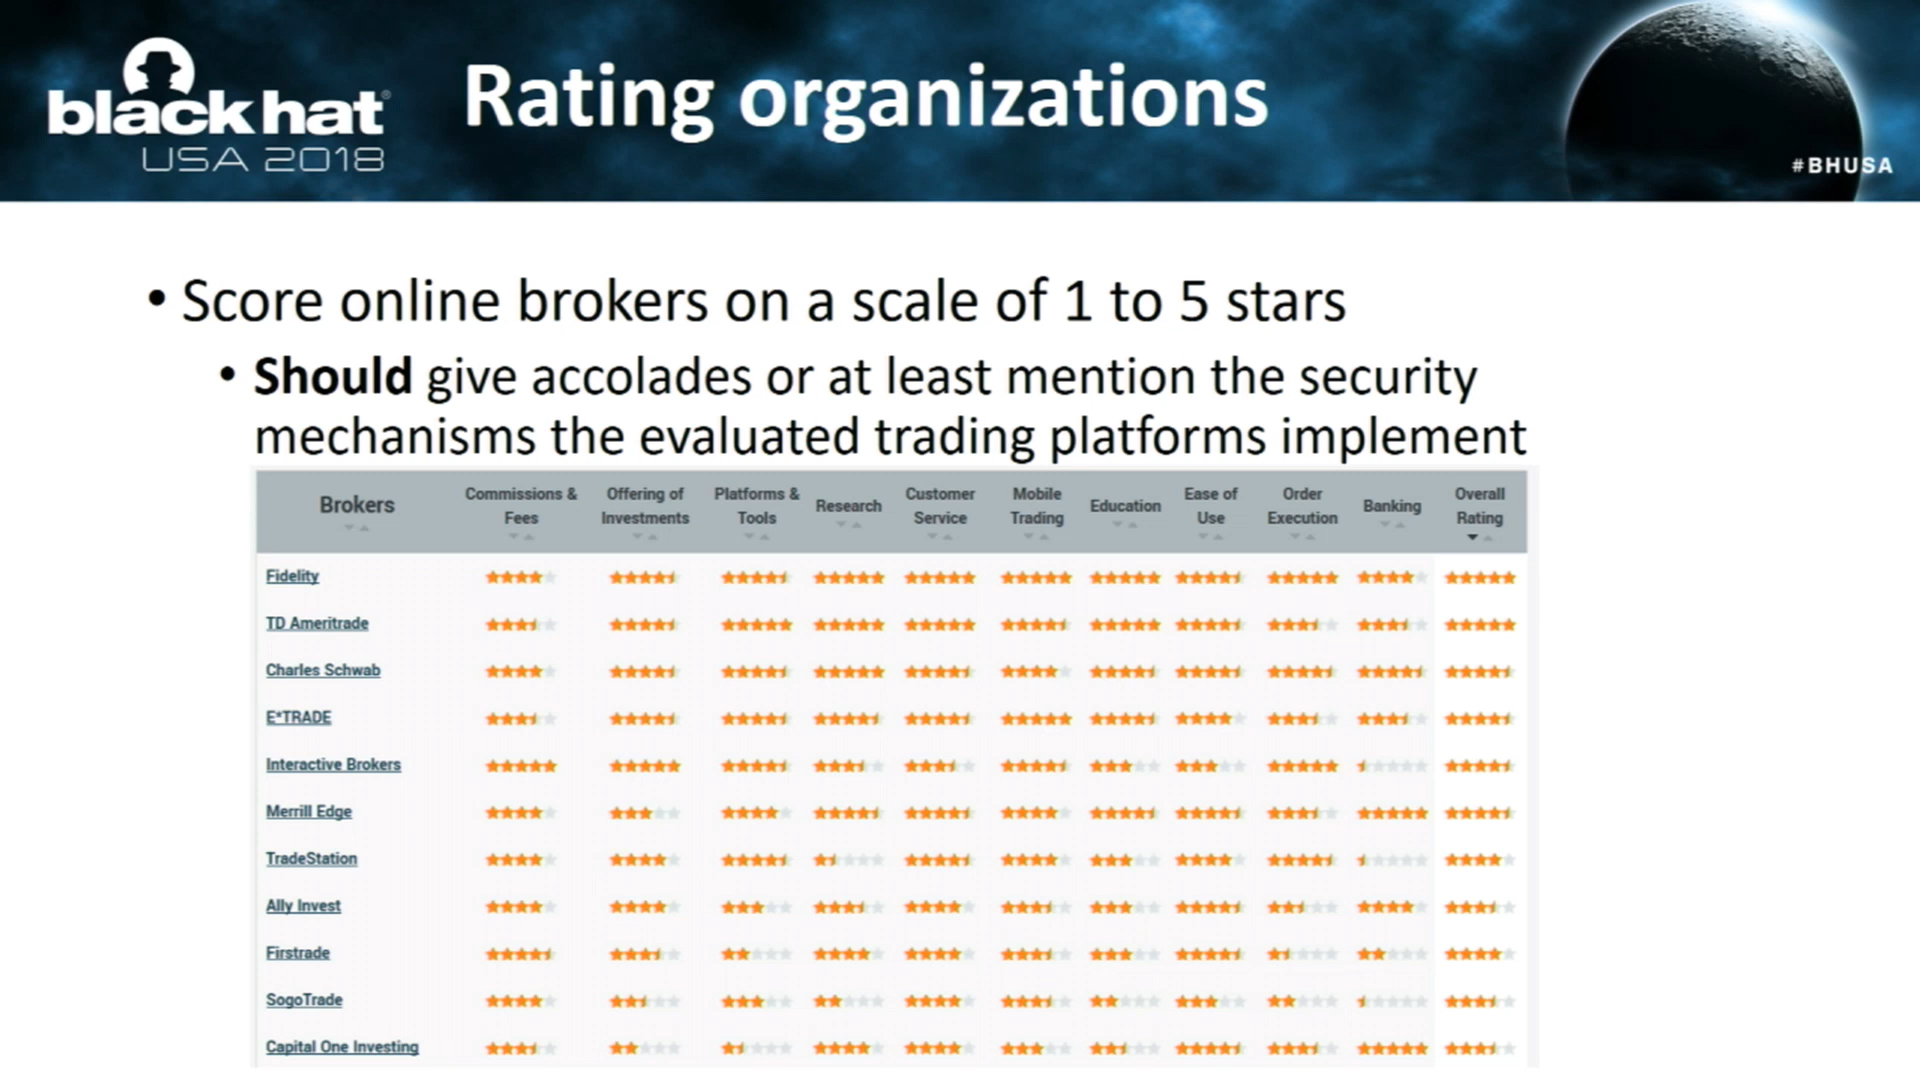 black hat®
USA 2018
Rating organizations
#BHUSA
• Score online brokers on a scale of 1 to 5 stars
• Should give accolades or at least mention the security
mechanisms the evaluated trading platforms implement
Brokers
Commissions &
Fees
Offering of
Investments
Platforms &
Tools
Research
Customer
Service
Mobile
Trading
Education
Ease of
Use
Order
Execution
Banking
Overall
Rating
Fidelity
TD Ameritrade
Charles Schwab
E*TRADE
Interactive Brokers
Merrill Edge
TradeStation
Ally Invest
Firstrade
SogoTrade
Capital One Investing